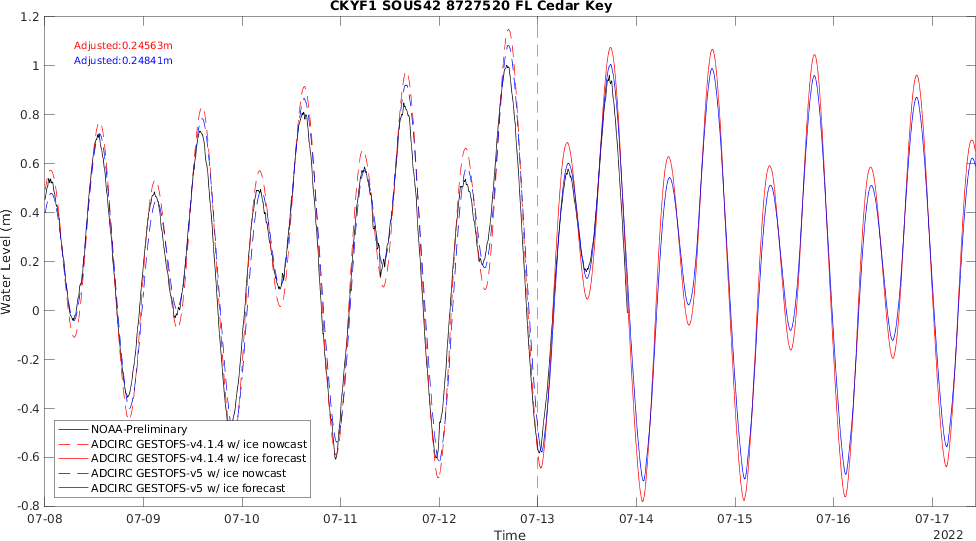 CKYF1 SOUS42 8727520 FL Cedar Key
Adjusted:0.24563m
Adjusted:0.24841m
Water Level (m)
1.2
1
0.8
0.6
0.4
0.2
0
-0.2
-0.4
-0.6
-0.8
NOAA-Preliminary
ADCIRC GESTOFS-v4.1.4 w/ ice nowcast
ADCIRC GESTOFS-v4.1.4 w/ ice forecast
ADCIRC GESTOFS-v5 w/ ice nowcast
ADCIRC GESTOFS-v5 w/ ice forecast
07-08 07-09 07-10 07-11 07-12 07-13 07-14 07-15 07-16 07-17
Time
2022